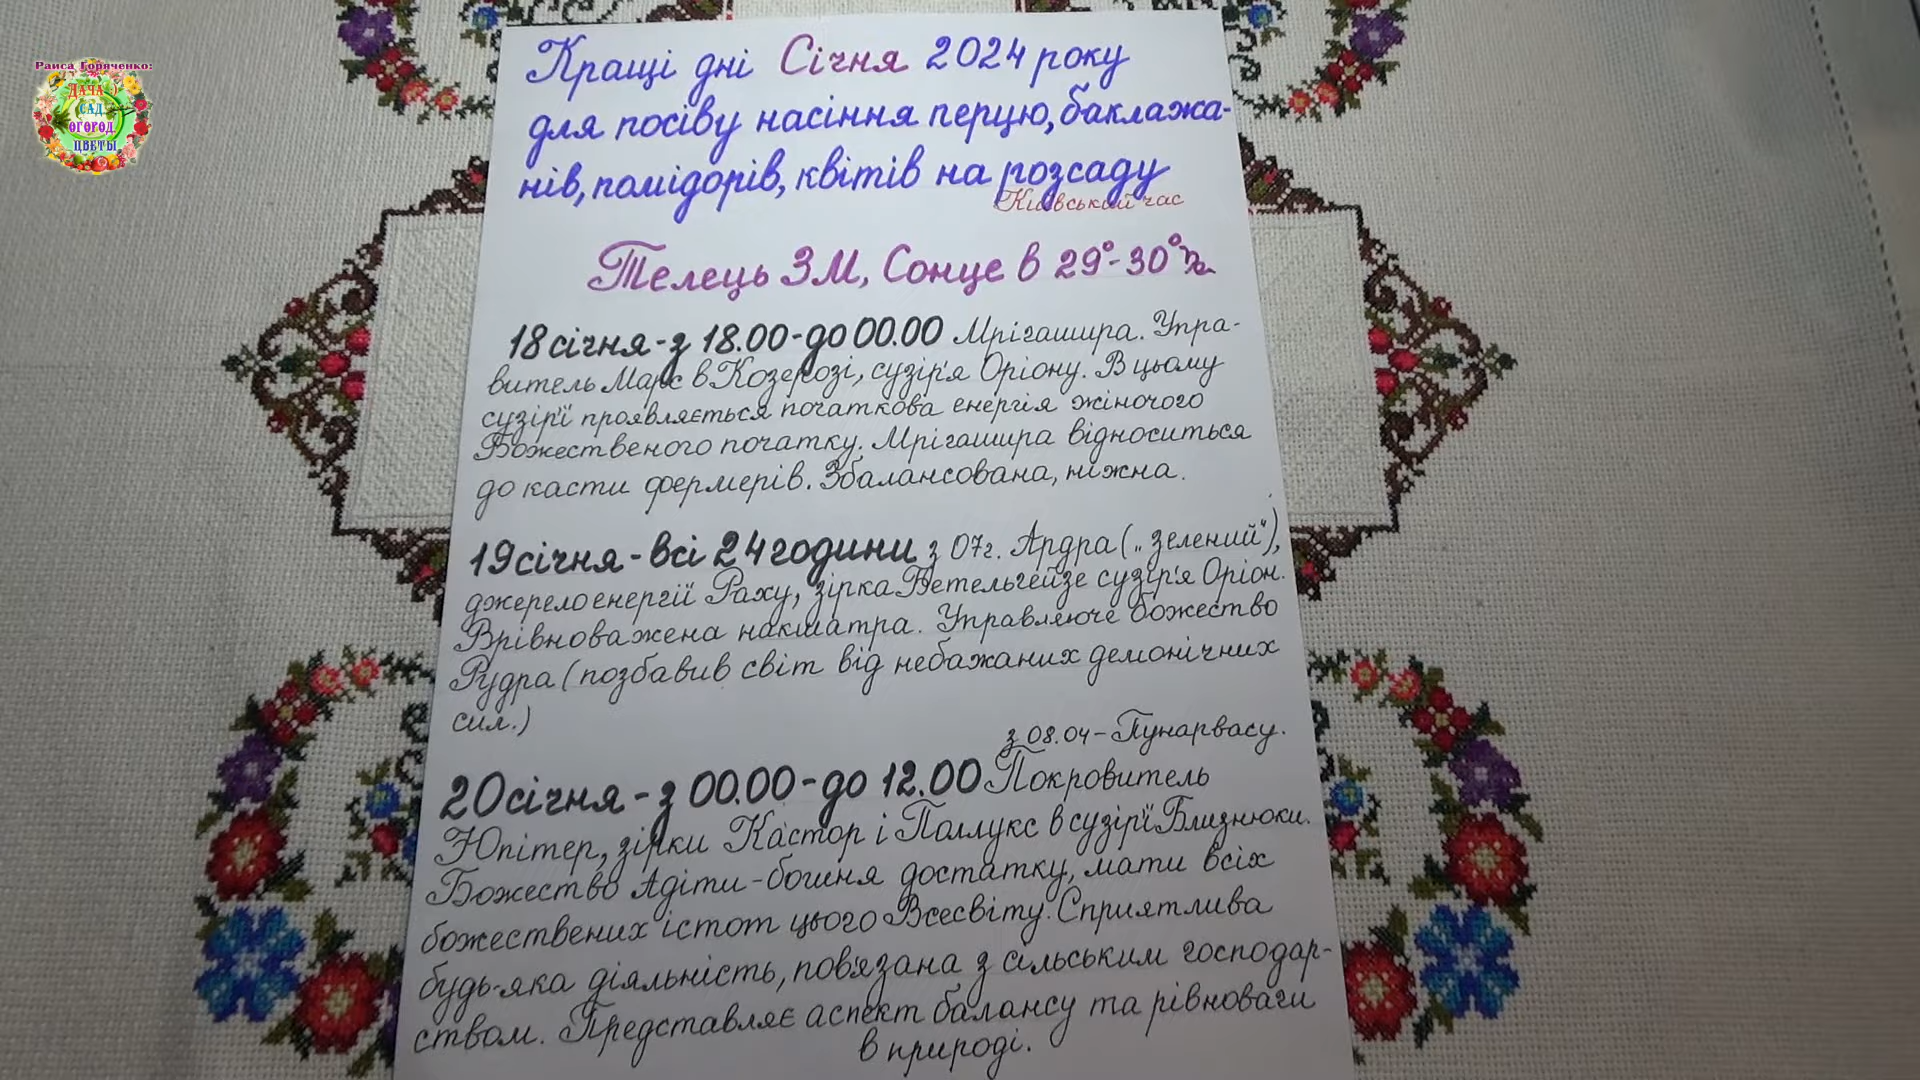 Раиса Горяченко:
Дача
сад
огород
цветы
Кращі дні Січня 2024 року
для посіву насіння перцю, баклажа-
нів, помідорів, квітів на розсаду
Київський час
Телець ЗМ, Сонце в 29°-30° ♑
18 січня - з 18.00 - до 00.00 Мрігашира. Упра-
витель Марс в Козерозі, сузір'я Оріону. В цьому
сузір'ї проявляється початкова енергія жіночого
Божественого початку. Мрігашира відноситься
до касти фермерів. Збалансована, ніжна.
19 січня - всі 24 години з 07г. Ардра („зелений"),
джерело енергії Раху, зірка Бетельгейзе сузір'я Оріон.
Врівноважена накшатра. Управляюче божество
Рудра (позбавив світ від небажаних демонічних
сил.)
з 08.04 - Пунарвасу.
20 січня - з 00.00 - до 12.00 Покровитель
Юпітер, зірки Кастор і Поллукс в сузір'ї Близнюки.
Божество Адіти - богиня достатку, мати всіх
божествених істот цього Всесвіту. Сприятлива
будь-яка діяльність, пов'язана з сільським господар-
ством. Представляє аспект балансу та рівноваги
в природі.